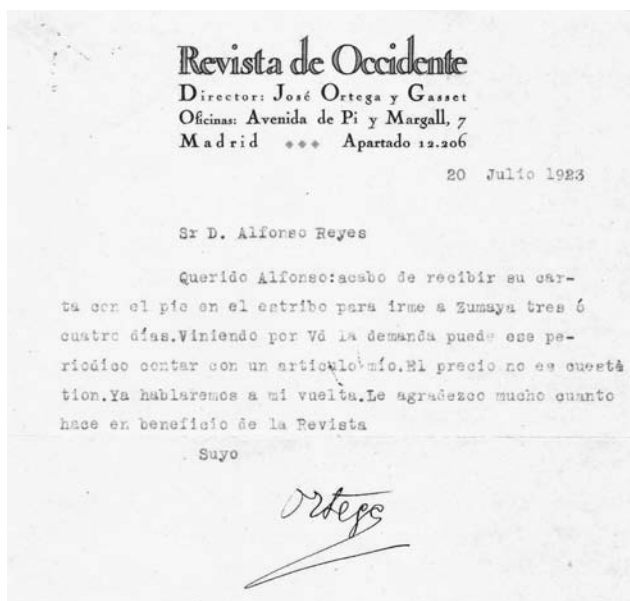 Revista de Occidente
Director: José Ortega y Gasset
Oficinas: Avenida de Pi y Margall, 7
Madrid *** Apartado 12.206
20 Julio 1923
Sr D. Alfonso Reyes
Querido Alfonso:acabo de recibir su car-
ta con el pie en el estribo para irme a Zumaya tres ó
cuatro días.Viniendo por Vd la demanda puede ese pe-
riódico contar con un articulo mío.El precio no es cuestê
tion.Ya hablaremos a mi vuelta.Le agradezco mucho cuanto
hace en beneficio de la Revista
Suyo
Ortega